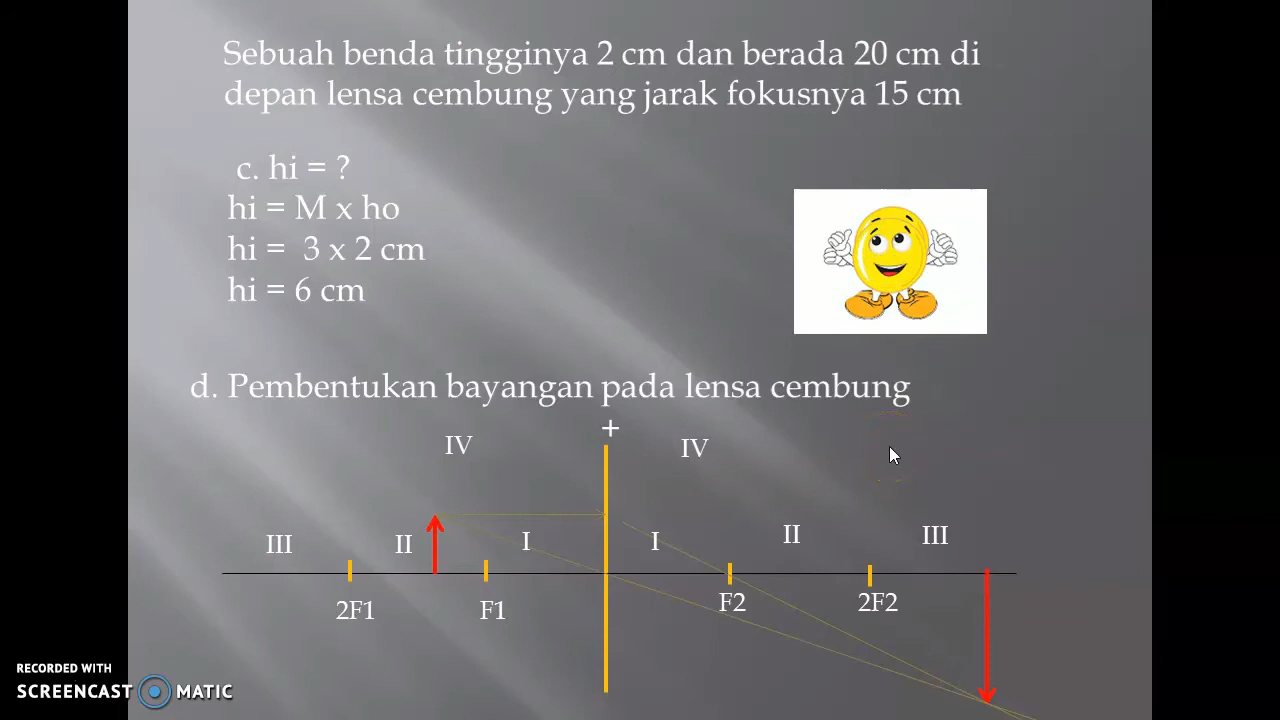 Sebuah benda tingginya 2 cm dan berada 20 cm di
depan lensa cembung yang jarak fokusnya 15 cm
c. hi = ?
hi = M x ho
hi = 3 x 2 cm
hi = 6 cm
d. Pembentukan bayangan pada lensa cembung
+
IV IV
III II I I II III
2F1 F1 F2 2F2
RECORDED WITH
SCREENCAST MATIC